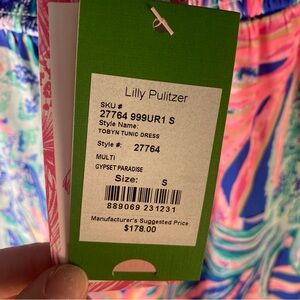 Lilly Pulitzer
SKU #
27764 999UR1 S
Style Name:
TOBYN TUNIC DRESS
Style #: 27764
MULTI
GYPSET PARADISE
Size: S
889069 231231
Manufacturer's Suggested Price
$178.00